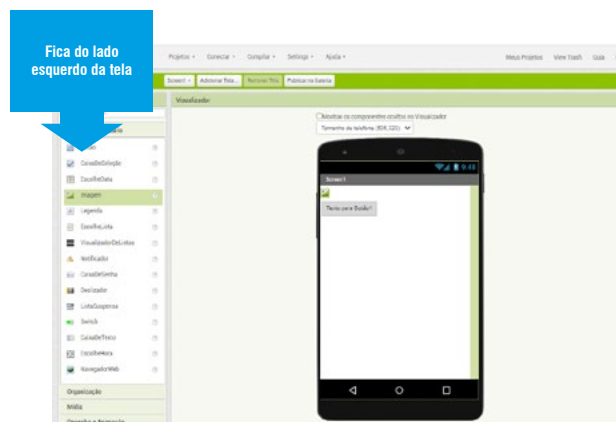 Fica do lado
esquerdo da tela
Projetos
Conectar
Compilar
Settings
Ajuda
Meus Projetos
View Trash
Guia
Screen1
Adicionar Tela...
Remover Tela
Publicar na Galeria
Visualizador
Mostrar os componentes ocultos no Visualizador
Tamanho de telefone (505,320)
CaixaDeSeleção
EscolheData
Imagem
Legenda
EscolheLista
VisualizadorDeListas
Notificador
CaixaDeSenha
Deslizador
ListaSuspensa
Switch
CaixaDeTexto
EscolheHora
NavegadorWeb
Organização
Mídia
Desenho e Animação
9:48
Screen1
Texto para Botão1